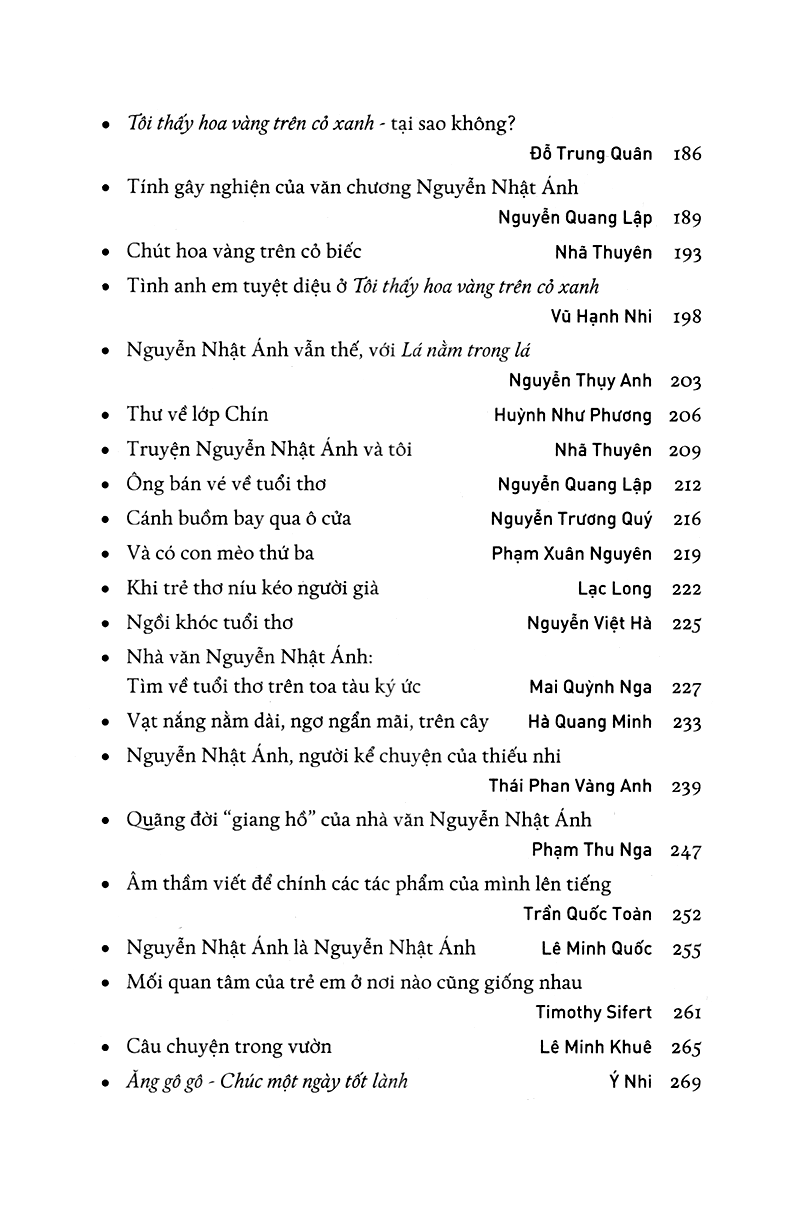 • Tôi thấy hoa vàng trên cỏ xanh - tại sao không?
Đỗ Trung Quân 186
• Tính gây nghiện của văn chương Nguyễn Nhật Ánh
Nguyễn Quang Lập 189
• Chút hoa vàng trên cỏ biếc Nhã Thuyên 193
• Tình anh em tuyệt diệu ở Tôi thấy hoa vàng trên cỏ xanh
Vũ Hạnh Nhi 198
• Nguyễn Nhật Ánh vẫn thế, với Lá nằm trong lá
Nguyễn Thụy Anh 203
• Thư về lớp Chín Huỳnh Như Phương 206
• Truyện Nguyễn Nhật Ánh và tôi Nhã Thuyên 209
• Ông bán vé về tuổi thơ Nguyễn Quang Lập 212
• Cánh buồm bay qua ô cửa Nguyễn Trương Quý 216
• Và có con mèo thứ ba Phạm Xuân Nguyên 219
• Khi trẻ thơ níu kéo người già Lạc Long 222
• Ngồi khóc tuổi thơ Nguyễn Việt Hà 225
• Nhà văn Nguyễn Nhật Ánh:
Tìm về tuổi thơ trên toa tàu ký ức Mai Quỳnh Nga 227
• Vạt nắng nằm dài, ngơ ngẩn mãi, trên cây Hà Quang Minh 233
• Nguyễn Nhật Ánh, người kể chuyện của thiếu nhi
Thái Phan Vàng Anh 239
• Quãng đời “giang hồ” của nhà văn Nguyễn Nhật Ánh
Phạm Thu Nga 247
• Âm thầm viết để chính các tác phẩm của mình lên tiếng
Trần Quốc Toàn 252
• Nguyễn Nhật Ánh là Nguyễn Nhật Ánh Lê Minh Quốc 255
• Mối quan tâm của trẻ em ở nơi nào cũng giống nhau
Timothy Sifert 261
• Câu chuyện trong vườn Lê Minh Khuê 265
• Ăng gô gô - Chúc một ngày tốt lành Ý Nhi 269